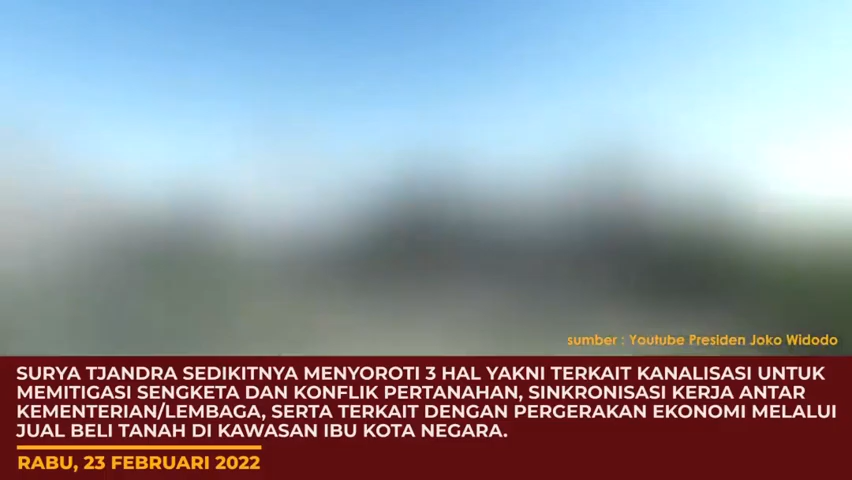 sumber : Youtube Presiden Joko Widodo
SURYA TJANDRA SEDIKITNYA MENYOROTI 3 HAL YAKNI TERKAIT KANALISASI UNTUK
MEMITIGASI SENGKETA DAN KONFLIK PERTANAHAN, SINKRONISASI KERJA ANTAR
KEMENTERIAN/LEMBAGA, SERTA TERKAIT DENGAN PERGERAKAN EKONOMI MELALUI
JUAL BELI TANAH DI KAWASAN IBU KOTA NEGARA.
RABU, 23 FEBRUARI 2022